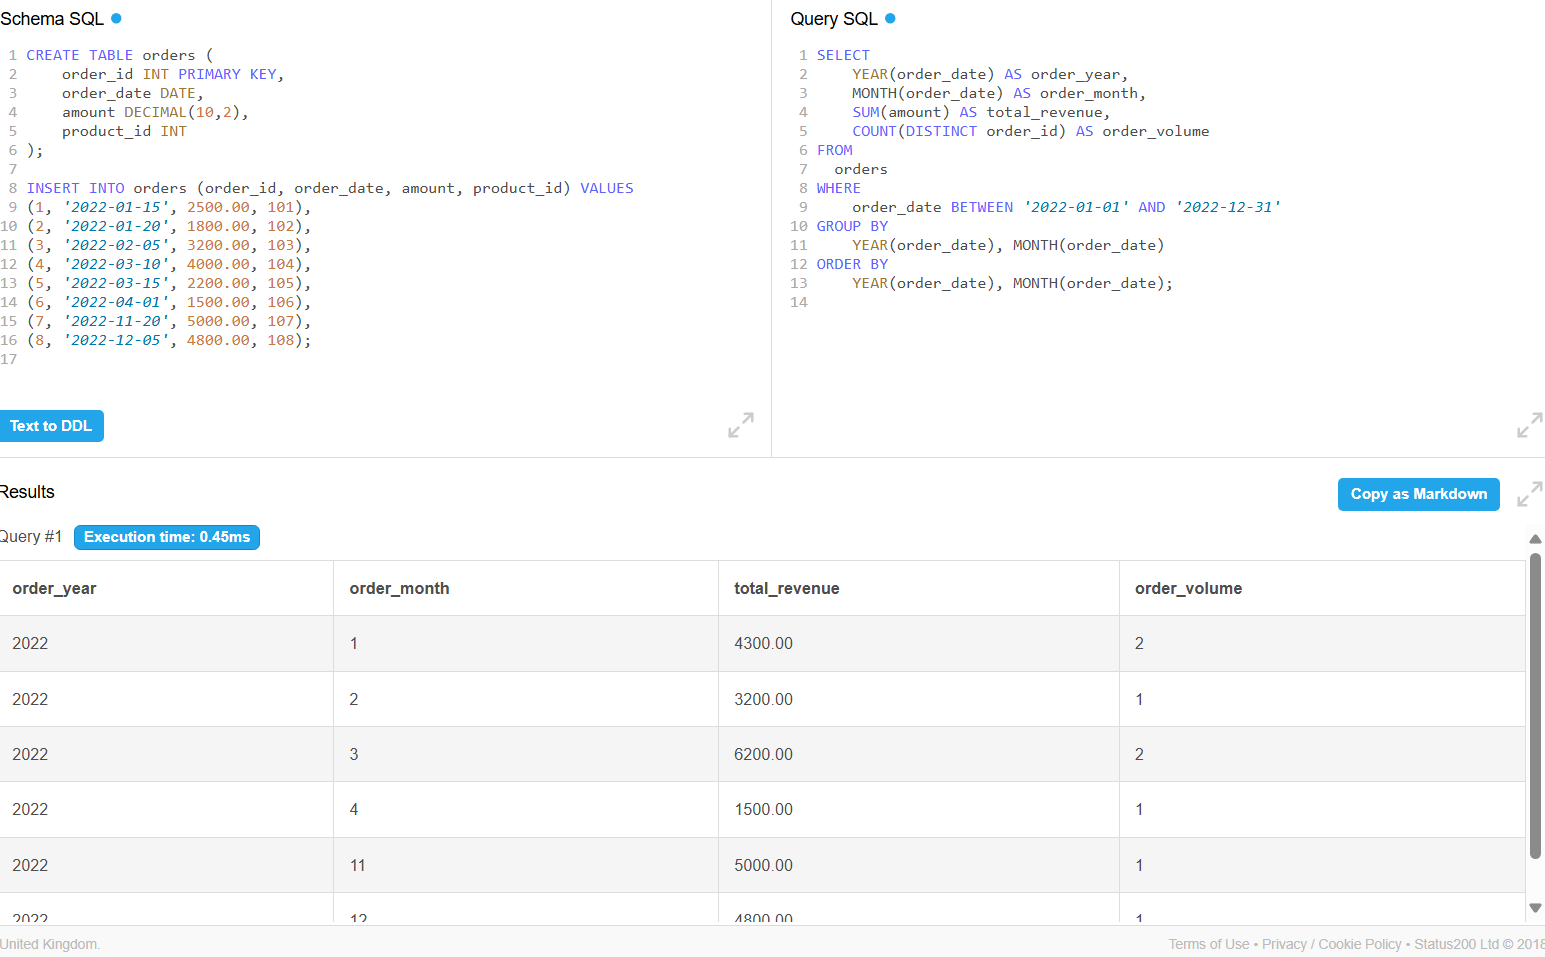 Schema SQL
1 CREATE TABLE orders (
2     order_id INT PRIMARY KEY,
3     order_date DATE,
4     amount DECIMAL(10,2),
5     product_id INT
6 );
7
8 INSERT INTO orders (order_id, order_date, amount, product_id) VALUES
9 (1, '2022-01-15', 2500.00, 101),
10 (2, '2022-01-20', 1800.00, 102),
11 (3, '2022-02-05', 3200.00, 103),
12 (4, '2022-03-10', 4000.00, 104),
13 (5, '2022-03-15', 2200.00, 105),
14 (6, '2022-04-01', 1500.00, 106),
15 (7, '2022-11-20', 5000.00, 107),
16 (8, '2022-12-05', 4800.00, 108);
17
Text to DDL
Query SQL
1 SELECT
2     YEAR(order_date) AS order_year,
3     MONTH(order_date) AS order_month,
4     SUM(amount) AS total_revenue,
5     COUNT(DISTINCT order_id) AS order_volume
6 FROM
7   orders
8 WHERE
9     order_date BETWEEN '2022-01-01' AND '2022-12-31'
10 GROUP BY
11     YEAR(order_date), MONTH(order_date)
12 ORDER BY
13     YEAR(order_date), MONTH(order_date);
14
Results
Copy as Markdown
Query #1 Execution time: 0.45ms
order_year order_month total_revenue order_volume
2022 1 4300.00 2
2022 2 3200.00 1
2022 3 6200.00 2
2022 4 1500.00 1
2022 11 5000.00 1
2022 12 4800.00 1
United Kingdom.
Terms of Use • Privacy / Cookie Policy • Status200 Ltd © 2018